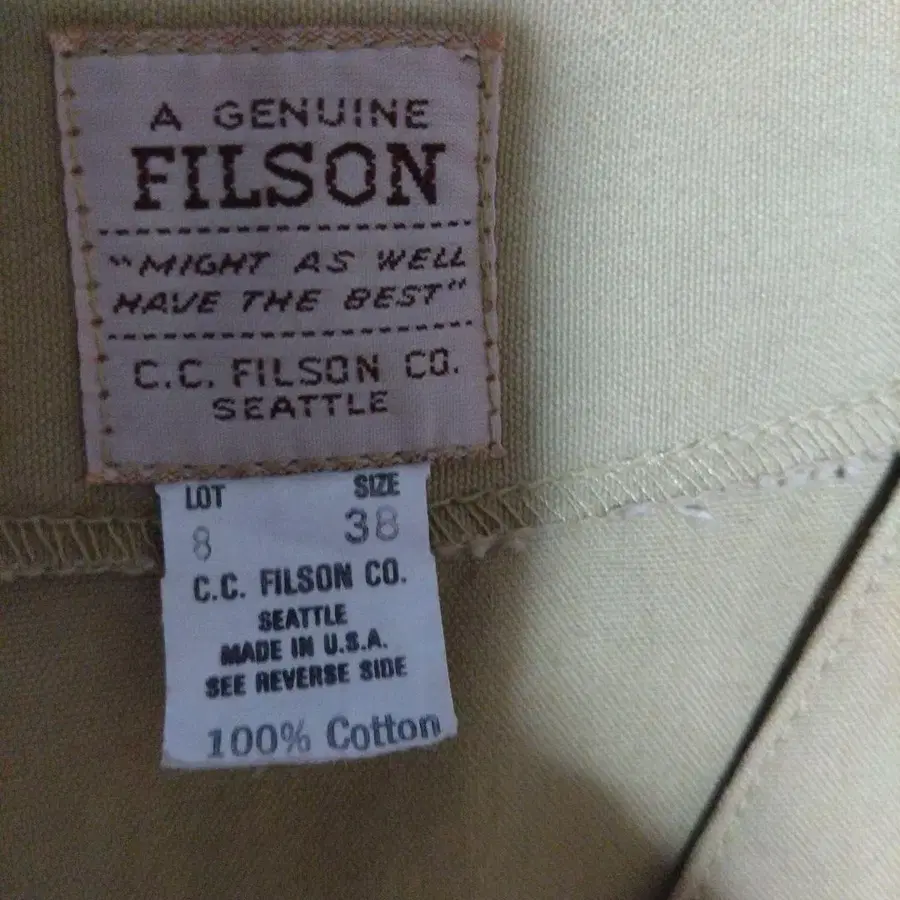 A GENUINE
FILSON
"MIGHT AS WELL
HAVE THE BEST"
C.C. FILSON CO.
SEATTLE
LOT SIZE
8 38
C.C. FILSON CO.
SEATTLE
MADE IN U.S.A.
SEE REVERSE SIDE
100% Cotton